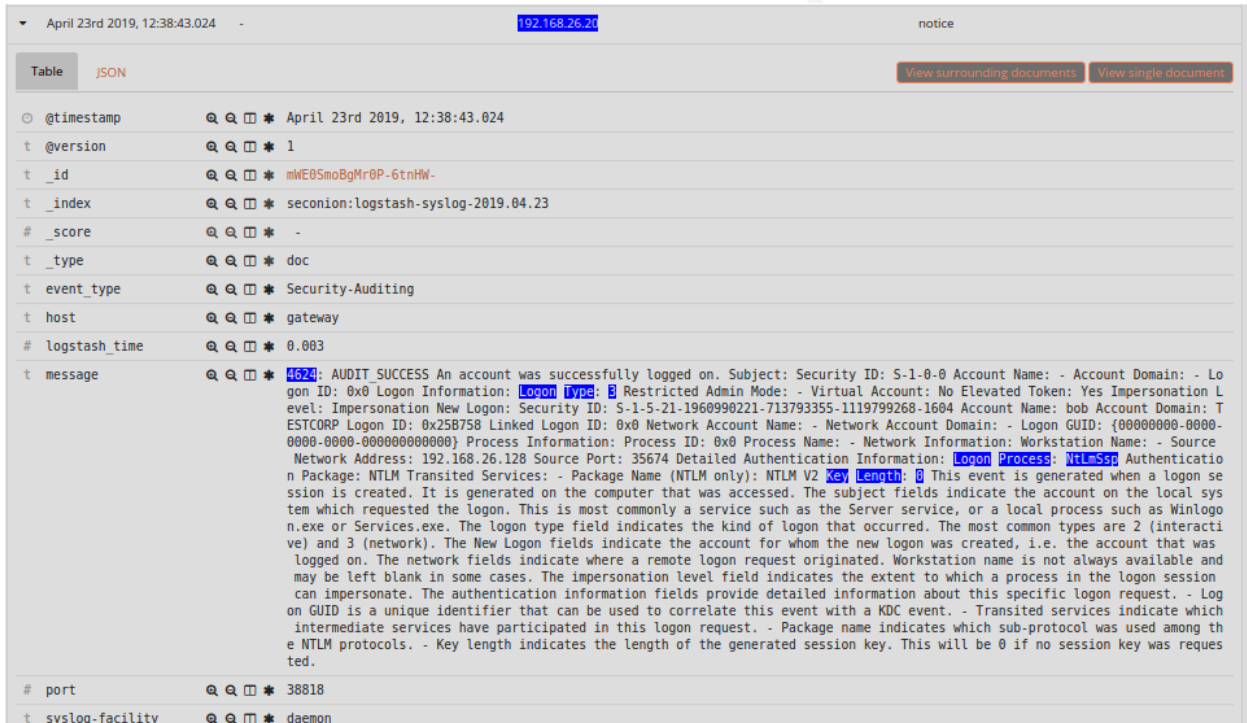 April 23rd 2019, 12:38:43.024 - 192.168.26.20 notice
Table JSON View surrounding documents View single document
@timestamp April 23rd 2019, 12:38:43.024
t @version 1
t _id mWE0SmoBgMr0P-6tnHW-
t _index seconion:logstash-syslog-2019.04.23
# _score -
t _type doc
t event_type Security-Auditing
t host gateway
# logstash_time 0.003
t message 4624: AUDIT_SUCCESS An account was successfully logged on. Subject: Security ID: S-1-0-0 Account Name: - Account Domain: - Lo
gon ID: 0x0 Logon Information: Logon Type: 3 Restricted Admin Mode: - Virtual Account: No Elevated Token: Yes Impersonation L
evel: Impersonation New Logon: Security ID: S-1-5-21-1960990221-713793355-1119799268-1604 Account Name: bob Account Domain: T
ESTCORP Logon ID: 0x25B758 Linked Logon ID: 0x0 Network Account Name: - Network Account Domain: - Logon GUID: {00000000-0000-
0000-0000-000000000000} Process Information: Process ID: 0x0 Process Name: - Network Information: Workstation Name: - Source
Network Address: 192.168.26.128 Source Port: 35674 Detailed Authentication Information: Logon Process: NtLmSsp Authenticatio
n Package: NTLM Transited Services: - Package Name (NTLM only): NTLM V2 Key Length: 0 This event is generated when a logon se
ssion is created. It is generated on the computer that was accessed. The subject fields indicate the account on the local sys
tem which requested the logon. This is most commonly a service such as the Server service, or a local process such as Winlogo
n.exe or Services.exe. The logon type field indicates the kind of logon that occurred. The most common types are 2 (interacti
ve) and 3 (network). The New Logon fields indicate the account for whom the new logon was created, i.e. the account that was
logged on. The network fields indicate where a remote logon request originated. Workstation name is not always available and
may be left blank in some cases. The impersonation level field indicates the extent to which a process in the logon session
can impersonate. The authentication information fields provide detailed information about this specific logon request. - Log
on GUID is a unique identifier that can be used to correlate this event with a KDC event. - Transited services indicate which
intermediate services have participated in this logon request. - Package name indicates which sub-protocol was used among th
e NTLM protocols. - Key length indicates the length of the generated session key. This will be 0 if no session key was reques
ted.
# port 38818
t syslog-facility daemon